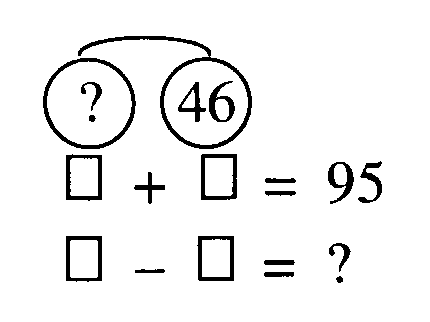 ? 46
□ + □ = 95
□ - □ = ?